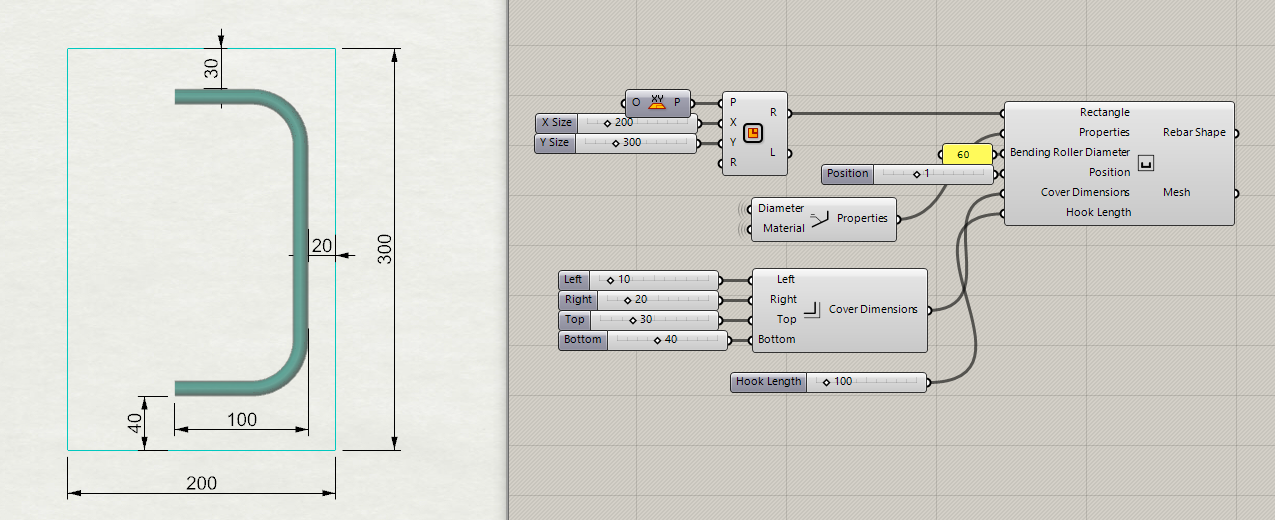 30
20
300
40
100
200
O XY P
X Size 200
Y Size 300
P
X
Y
R
R
L
60
Position 1
Diameter
Material
Properties
Left 10
Right 20
Top 30
Bottom 40
Left
Right
Top
Bottom
Cover Dimensions
Hook Length 100
Rectangle
Properties
Bending Roller Diameter
Position
Cover Dimensions
Hook Length
Rebar Shape
Mesh